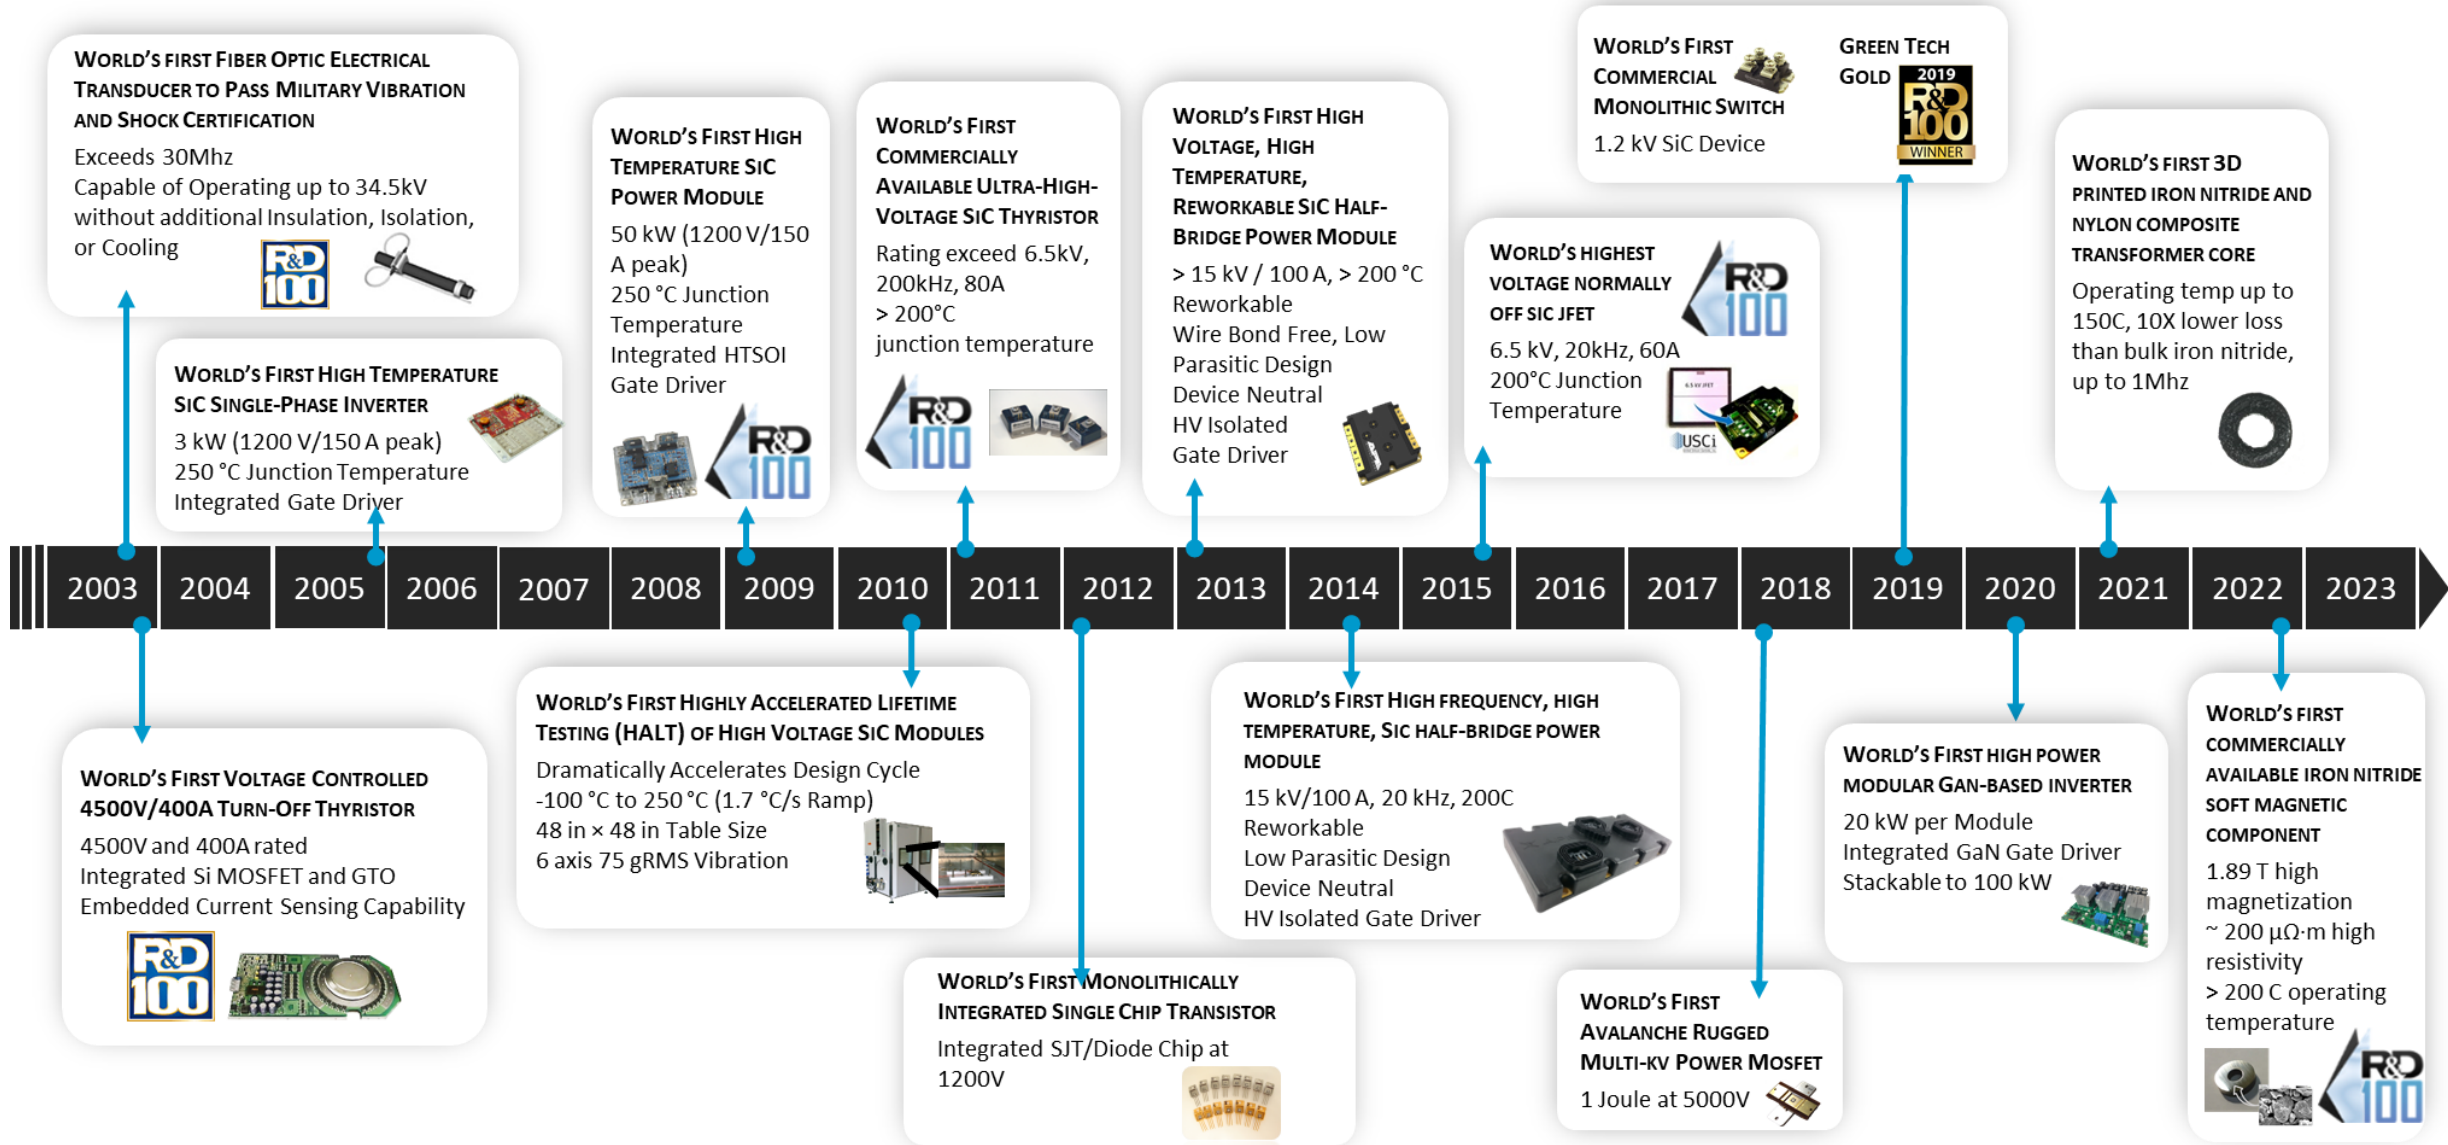 WORLD'S FIRST FIBER OPTIC ELECTRICAL
TRANSDUCER TO PASS MILITARY VIBRATION
AND SHOCK CERTIFICATION
Exceeds 30Mhz
Capable of Operating up to 34.5kV
without additional Insulation, Isolation,
or Cooling
R&D
100
WORLD'S FIRST HIGH TEMPERATURE
SIC SINGLE-PHASE INVERTER
3 kW (1200 V/150 A peak)
250 °C Junction Temperature
Integrated Gate Driver
WORLD'S FIRST HIGH
TEMPERATURE SIC
POWER MODULE
50 kW (1200 V/150
A peak)
250 °C Junction
Temperature
Integrated HTSOI
Gate Driver
R&D
100
WORLD'S FIRST
COMMERCIALLY
AVAILABLE ULTRA-HIGH-
VOLTAGE SIC THYRISTOR
Rating exceed 6.5kV,
200kHz, 80A
> 200°C
junction temperature
R&D
100
WORLD'S FIRST HIGH
VOLTAGE, HIGH
TEMPERATURE,
REWORKABLE SIC HALF-
BRIDGE POWER MODULE
> 15 kV / 100 A, > 200 °C
Reworkable
Wire Bond Free, Low
Parasitic Design
Device Neutral
HV Isolated
Gate Driver
WORLD'S HIGHEST
VOLTAGE NORMALLY
OFF SIC JFET
6.5 kV, 20kHz, 60A
200°C Junction
Temperature
R&D
100
6.5 kV JFET
USCi
WORLD'S FIRST
COMMERCIAL
MONOLITHIC SWITCH
1.2 kV SiC Device
GREEN TECH
GOLD
2019
R&D
100
WINNER
WORLD'S FIRST 3D
PRINTED IRON NITRIDE AND
NYLON COMPOSITE
TRANSFORMER CORE
Operating temp up to
150C, 10X lower loss
than bulk iron nitride,
up to 1Mhz
2003 2004 2005 2006 2007 2008 2009 2010 2011 2012 2013 2014 2015 2016 2017 2018 2019 2020 2021 2022 2023
WORLD'S FIRST VOLTAGE CONTROLLED
4500V/400A TURN-OFF THYRISTOR
4500V and 400A rated
Integrated Si MOSFET and GTO
Embedded Current Sensing Capability
R&D
100
WORLD'S FIRST HIGHLY ACCELERATED LIFETIME
TESTING (HALT) OF HIGH VOLTAGE SIC MODULES
Dramatically Accelerates Design Cycle
-100 °C to 250 °C (1.7 °C/s Ramp)
48 in × 48 in Table Size
6 axis 75 gRMS Vibration
WORLD'S FIRST MONOLITHICALLY
INTEGRATED SINGLE CHIP TRANSISTOR
Integrated SJT/Diode Chip at
1200V
WORLD'S FIRST HIGH FREQUENCY, HIGH
TEMPERATURE, SIC HALF-BRIDGE POWER
MODULE
15 kV/100 A, 20 kHz, 200C
Reworkable
Low Parasitic Design
Device Neutral
HV Isolated Gate Driver
WORLD'S FIRST
AVALANCHE RUGGED
MULTI-KV POWER MOSFET
1 Joule at 5000V
WORLD'S FIRST HIGH POWER
MODULAR GAN-BASED INVERTER
20 kW per Module
Integrated GaN Gate Driver
Stackable to 100 kW
WORLD'S FIRST
COMMERCIALLY
AVAILABLE IRON NITRIDE
SOFT MAGNETIC
COMPONENT
1.89 T high
magnetization
~ 200 μΩ·m high
resistivity
> 200 C operating
temperature
R&D
100